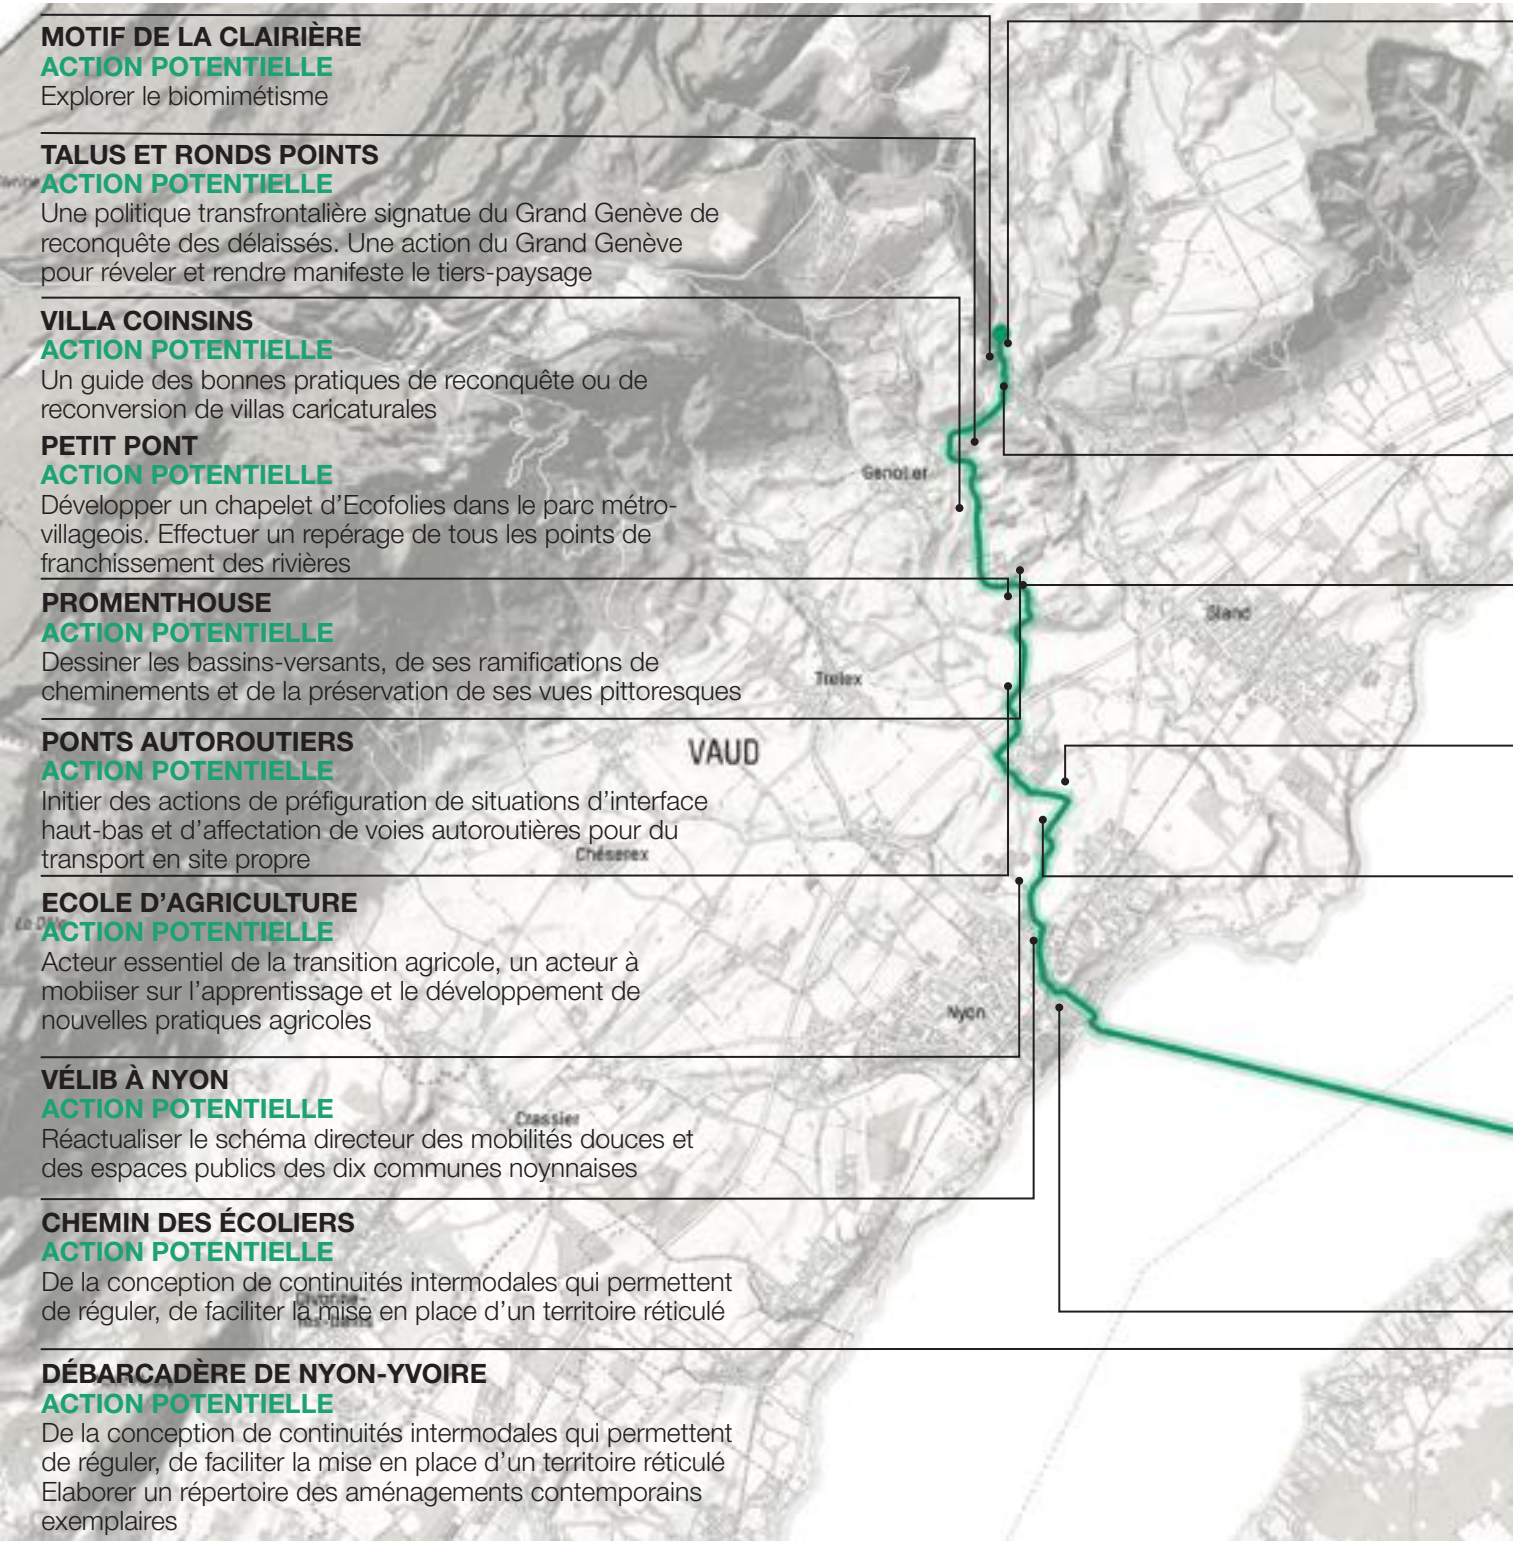 MOTIF DE LA CLAIRIÈRE
ACTION POTENTIELLE
Explorer le biomimétisme
TALUS ET RONDS POINTS
ACTION POTENTIELLE
Une politique transfrontalière signatue du Grand Genève de
reconquête des délaissés. Une action du Grand Genève
pour réveler et rendre manifeste le tiers-paysage
VILLA COINSINS
ACTION POTENTIELLE
Un guide des bonnes pratiques de reconquête ou de
reconversion de villas caricaturales
PETIT PONT
ACTION POTENTIELLE
Développer un chapelet d'Ecofolies dans le parc métro-
villageois. Effectuer un repérage de tous les points de
franchissement des rivières
PROMENTHOUSE
ACTION POTENTIELLE
Dessiner les bassins-versants, de ses ramifications de
cheminements et de la préservation de ses vues pittoresques
PONTS AUTOROUTIERS
ACTION POTENTIELLE
Initier des actions de préfiguration de situations d'interface
haut-bas et d'affectation de voies autoroutières pour du
transport en site propre
ECOLE D'AGRICULTURE
ACTION POTENTIELLE
Acteur essentiel de la transition agricole, un acteur à
mobiiser sur l'apprentissage et le développement de
nouvelles pratiques agricoles
VÉLIB À NYON
ACTION POTENTIELLE
Réactualiser le schéma directeur des mobilités douces et
des espaces publics des dix communes noynnaises
CHEMIN DES ÉCOLIERS
ACTION POTENTIELLE
De la conception de continuités intermodales qui permettent
de réguler, de faciliter la mise en place d'un territoire réticulé
DÉBARCADÈRE DE NYON-YVOIRE
ACTION POTENTIELLE
De la conception de continuités intermodales qui permettent
de réguler, de faciliter la mise en place d'un territoire réticulé
Elaborer un répertoire des aménagements contemporains
exemplaires
Genolier
Gland
Trelex
VAUD
Chéserex
Nyon
Crassier